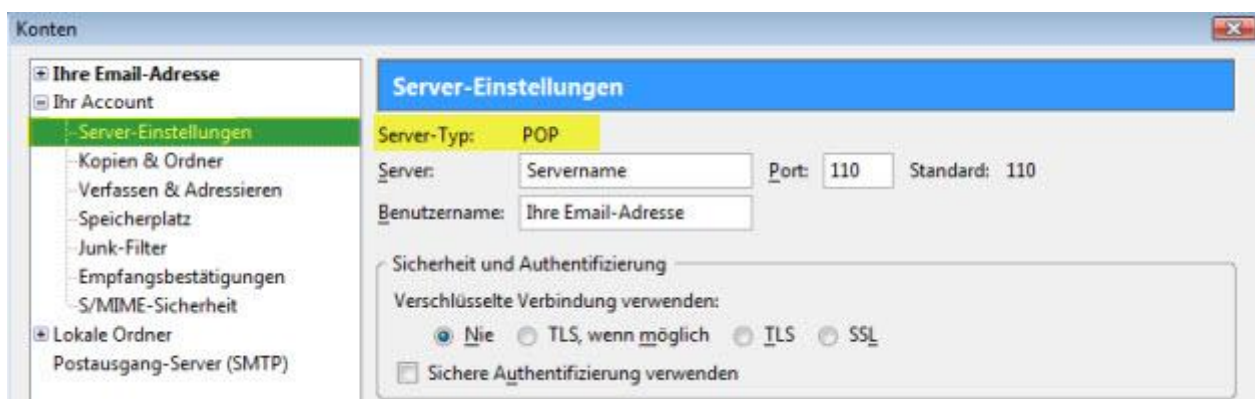 Konten
Ihre Email-Adresse
Ihr Account
Server-Einstellungen
Kopien & Ordner
Verfassen & Adressieren
Speicherplatz
Junk-Filter
Empfangsbestätigungen
S/MIME-Sicherheit
Lokale Ordner
Postausgang-Server (SMTP)
Server-Einstellungen
Server-Typ: POP
Server: Servername Port: 110 Standard: 110
Benutzername: Ihre Email-Adresse
Sicherheit und Authentifizierung
Verschlüsselte Verbindung verwenden:
Nie TLS, wenn möglich TLS SSL
Sichere Authentifizierung verwenden